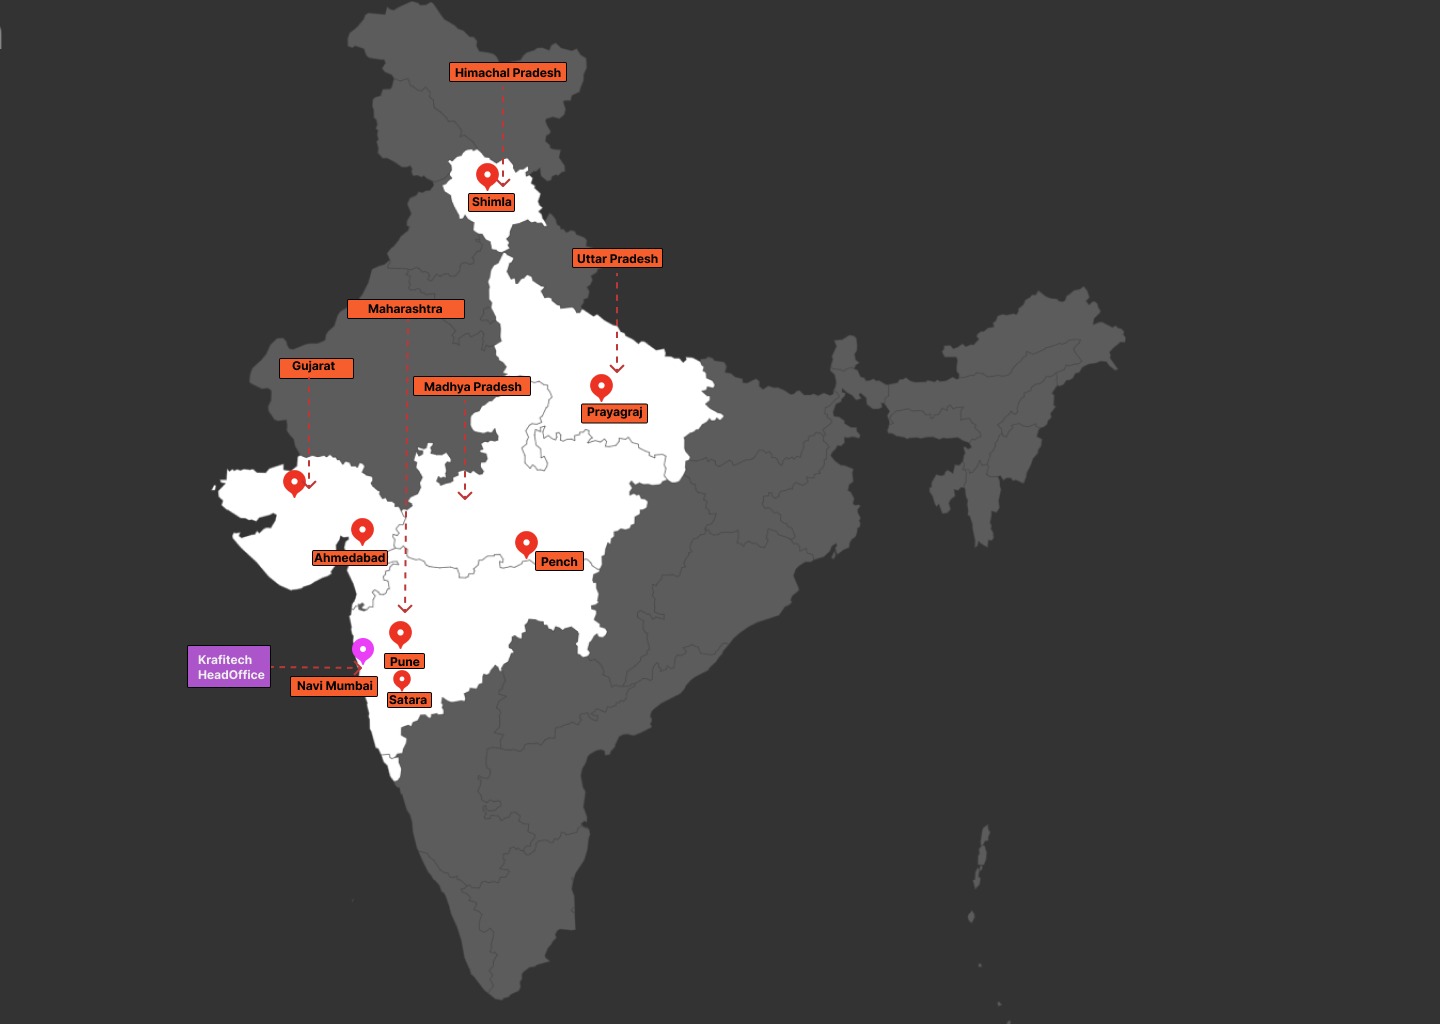 Himachal Pradesh
Shimla
Uttar Pradesh
Maharashtra
Gujarat
Madhya Pradesh
Prayagraj
Ahmedabad
Pench
Pune
Krafitech
HeadOffice
Navi Mumbai
Satara